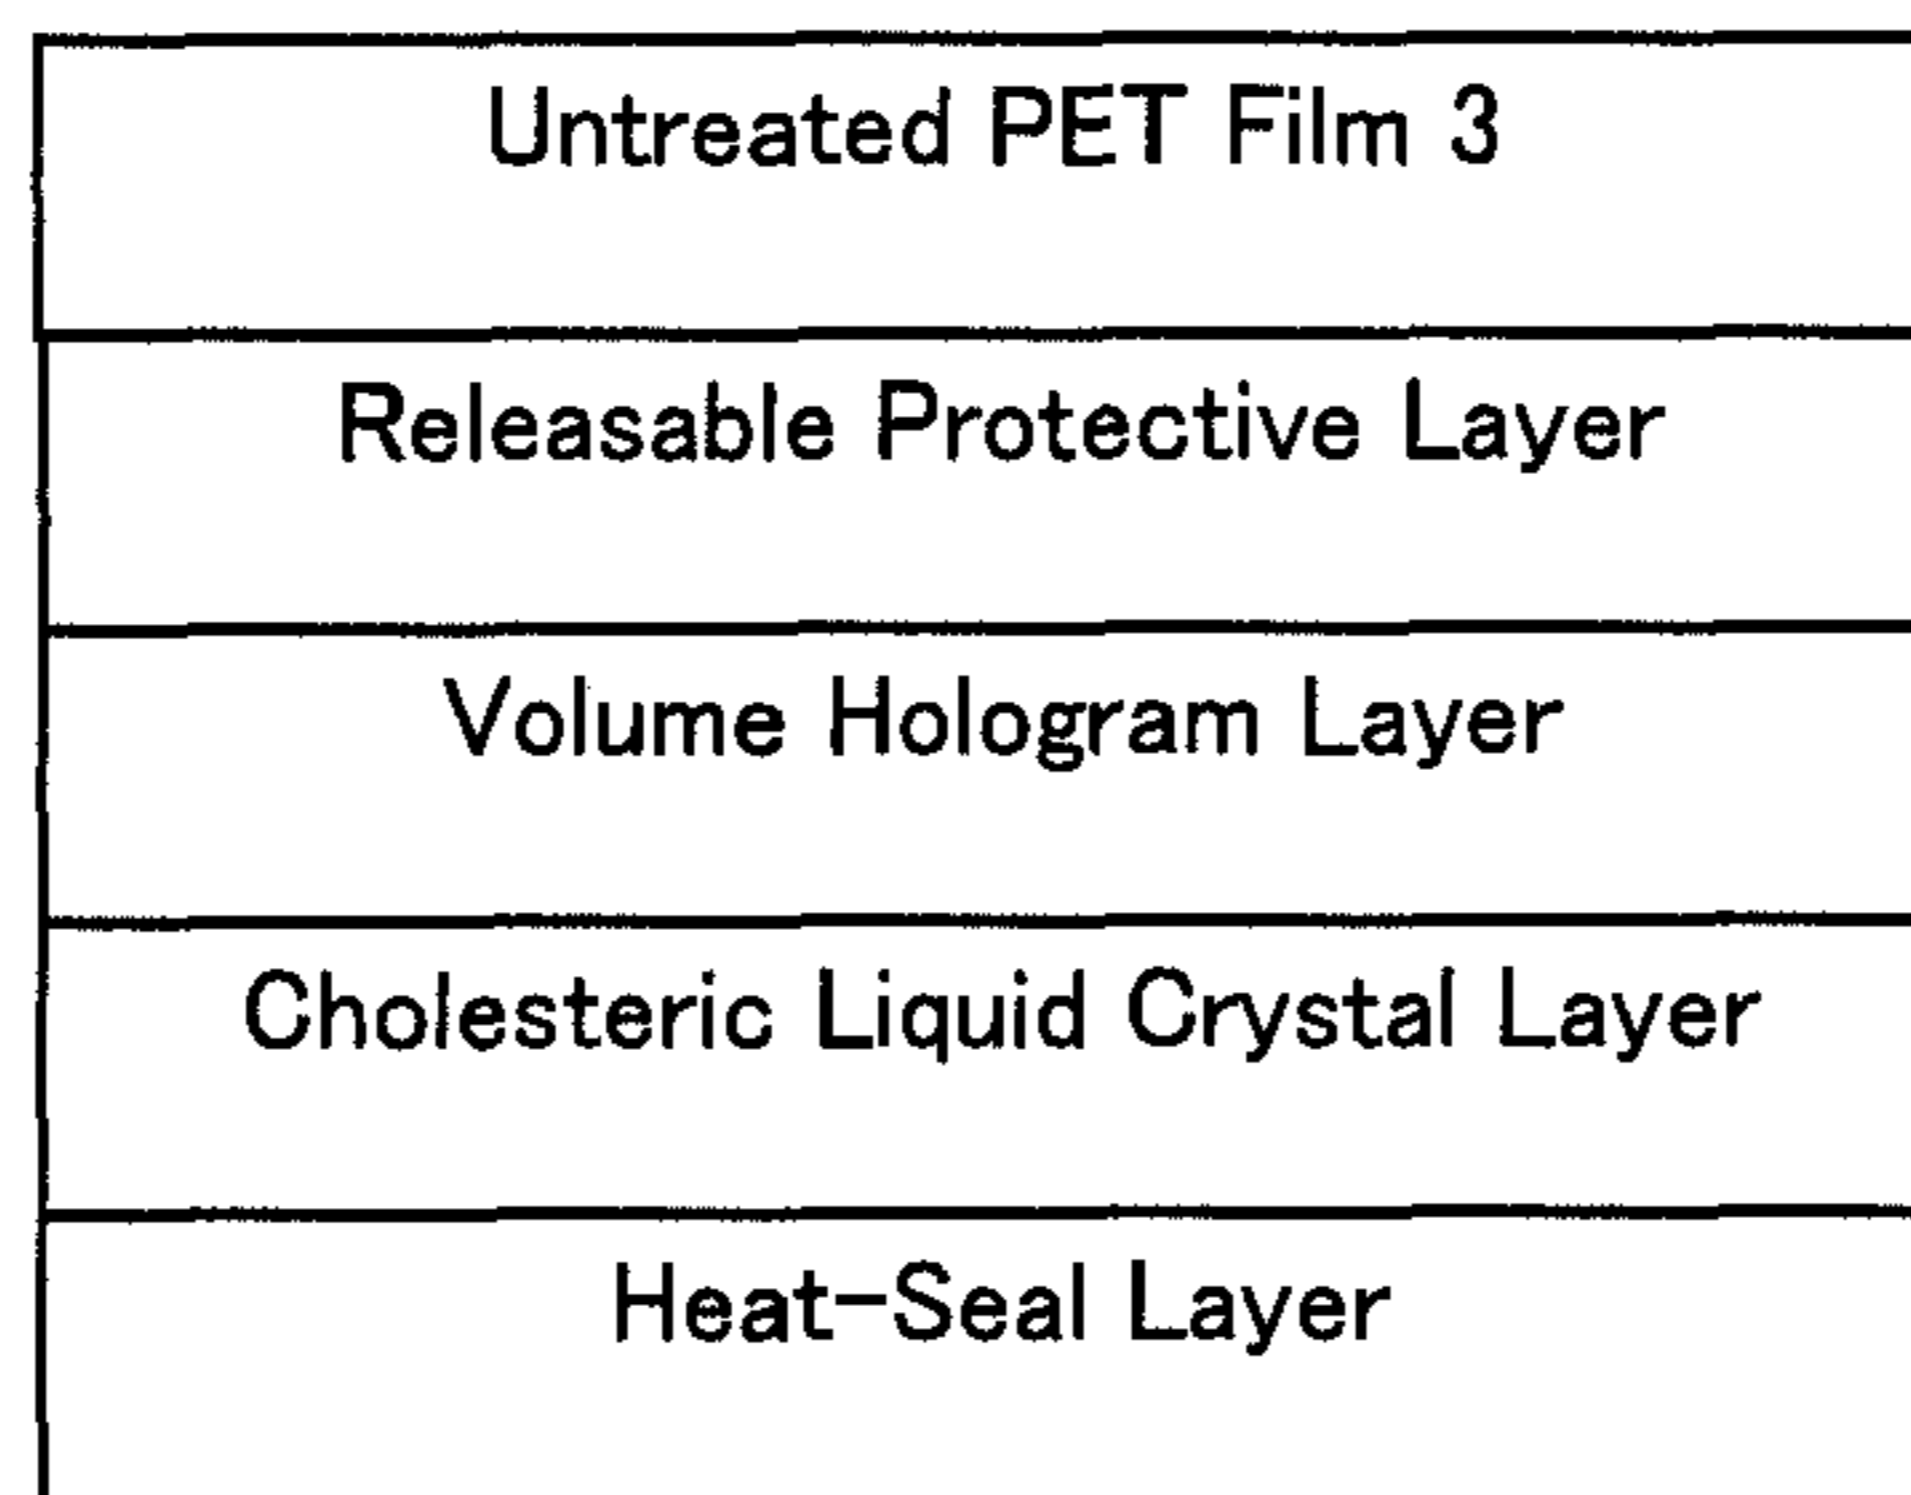 Untreated PET Film 3
Releasable Protective Layer
Volume Hologram Layer
Cholesteric Liquid Crystal Layer
Heat-Seal Layer